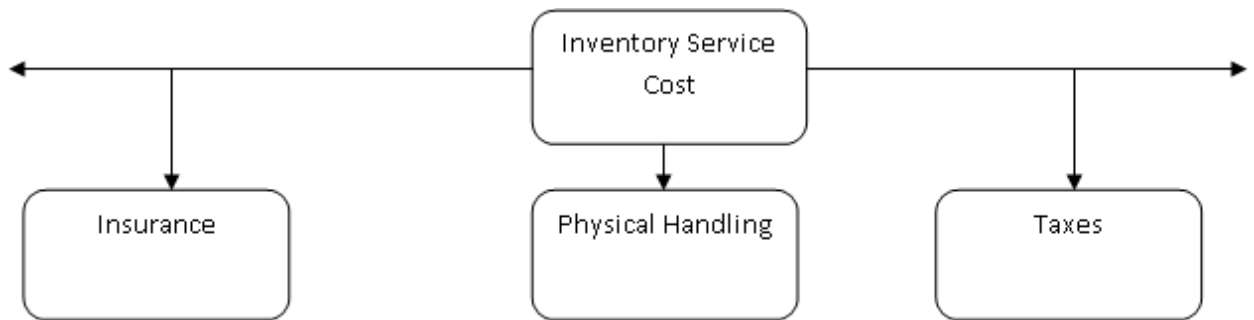 Inventory Service
Cost
Insurance
Physical Handling
Taxes